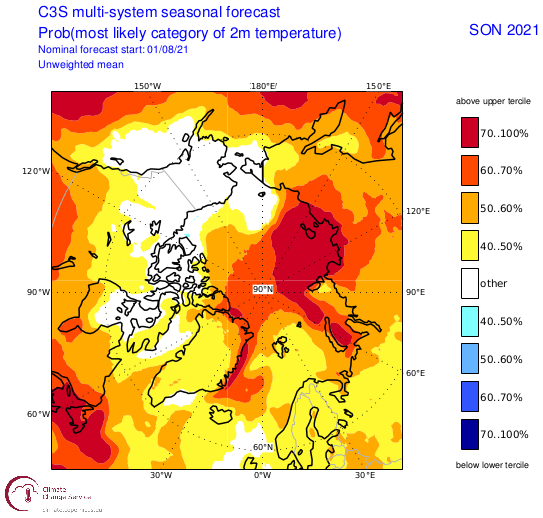 C3S multi-system seasonal forecast
Prob(most likely category of 2m temperature)
SON 2021
Nominal forecast start: 01/08/21
Unweighted mean
150°W 180°E 150°E
above upper tercile
70..100%
60..70%
50..60%
40..50%
other
40..50%
50..60%
60..70%
70..100%
below lower tercile
120°W
120°E
90°W
90°N
90°E
60°E
60°W
60°N
30°W 0°W 30°E
Climate
Change Service